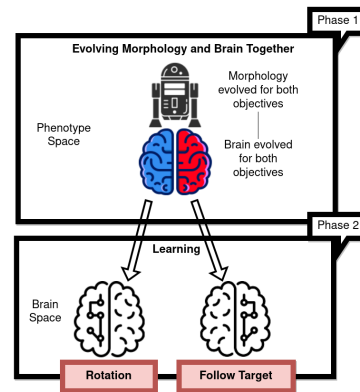 Phase 1
Evolving Morphology and Brain Together
Morphology
evolved for both
objectives
Phenotype
Space
Brain evolved
for both
objectives
Phase 2
Learning
Brain
Space
Rotation
Follow Target